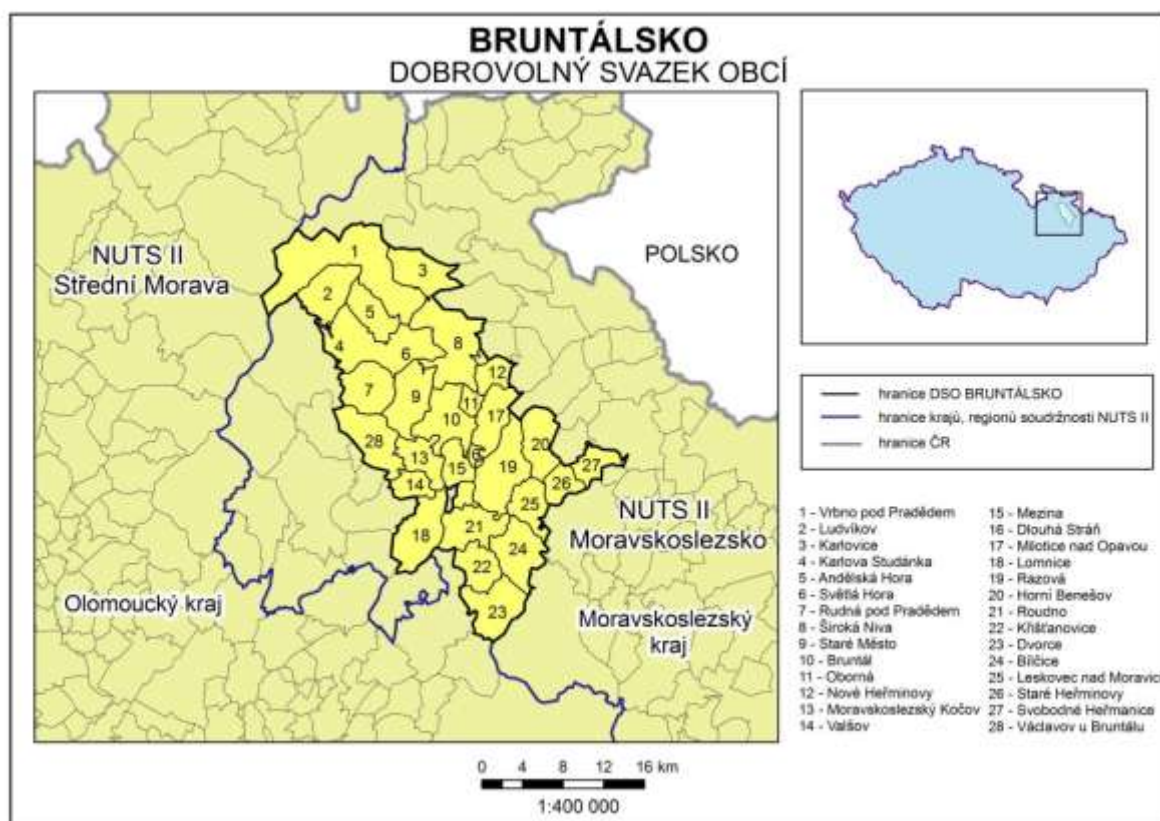 BRUNTÁLSKO
DOBROVOLNÝ SVAZEK OBCÍ
NUTS II
Střední Morava
POLSKO
1
3
2
5
4
8
6
12
7
9
11
10
17
28
20
13
15
16
19
27
14
26
25
NUTS II
Moravskoslezsko
18
21
24
22
23
Olomoucký kraj
Moravskoslezský
kraj
hranice DSO BRUNTÁLSKO
hranice krajů, regionů soudržnosti NUTS II
hranice ČR
1 - Vrbno pod Pradědem
2 - Ludvíkov
3 - Karlovice
4 - Karlova Studánka
5 - Andělská Hora
6 - Světlá Hora
7 - Rudná pod Pradědem
8 - Široká Niva
9 - Staré Město
10 - Bruntál
11 - Oborná
12 - Nové Heřminovy
13 - Moravskoslezský Kočov
14 - Valšov
15 - Mezina
16 - Dlouhá Stráň
17 - Milotice nad Opavou
18 - Lomnice
19 - Razová
20 - Horní Benešov
21 - Roudno
22 - Křišťanovice
23 - Dvorce
24 - Bílčice
25 - Leskovec nad Moravicí
26 - Staré Heřminovy
27 - Svobodné Heřmanice
28 - Václavov u Bruntálu
0 4 8 12 16 km
1:400 000